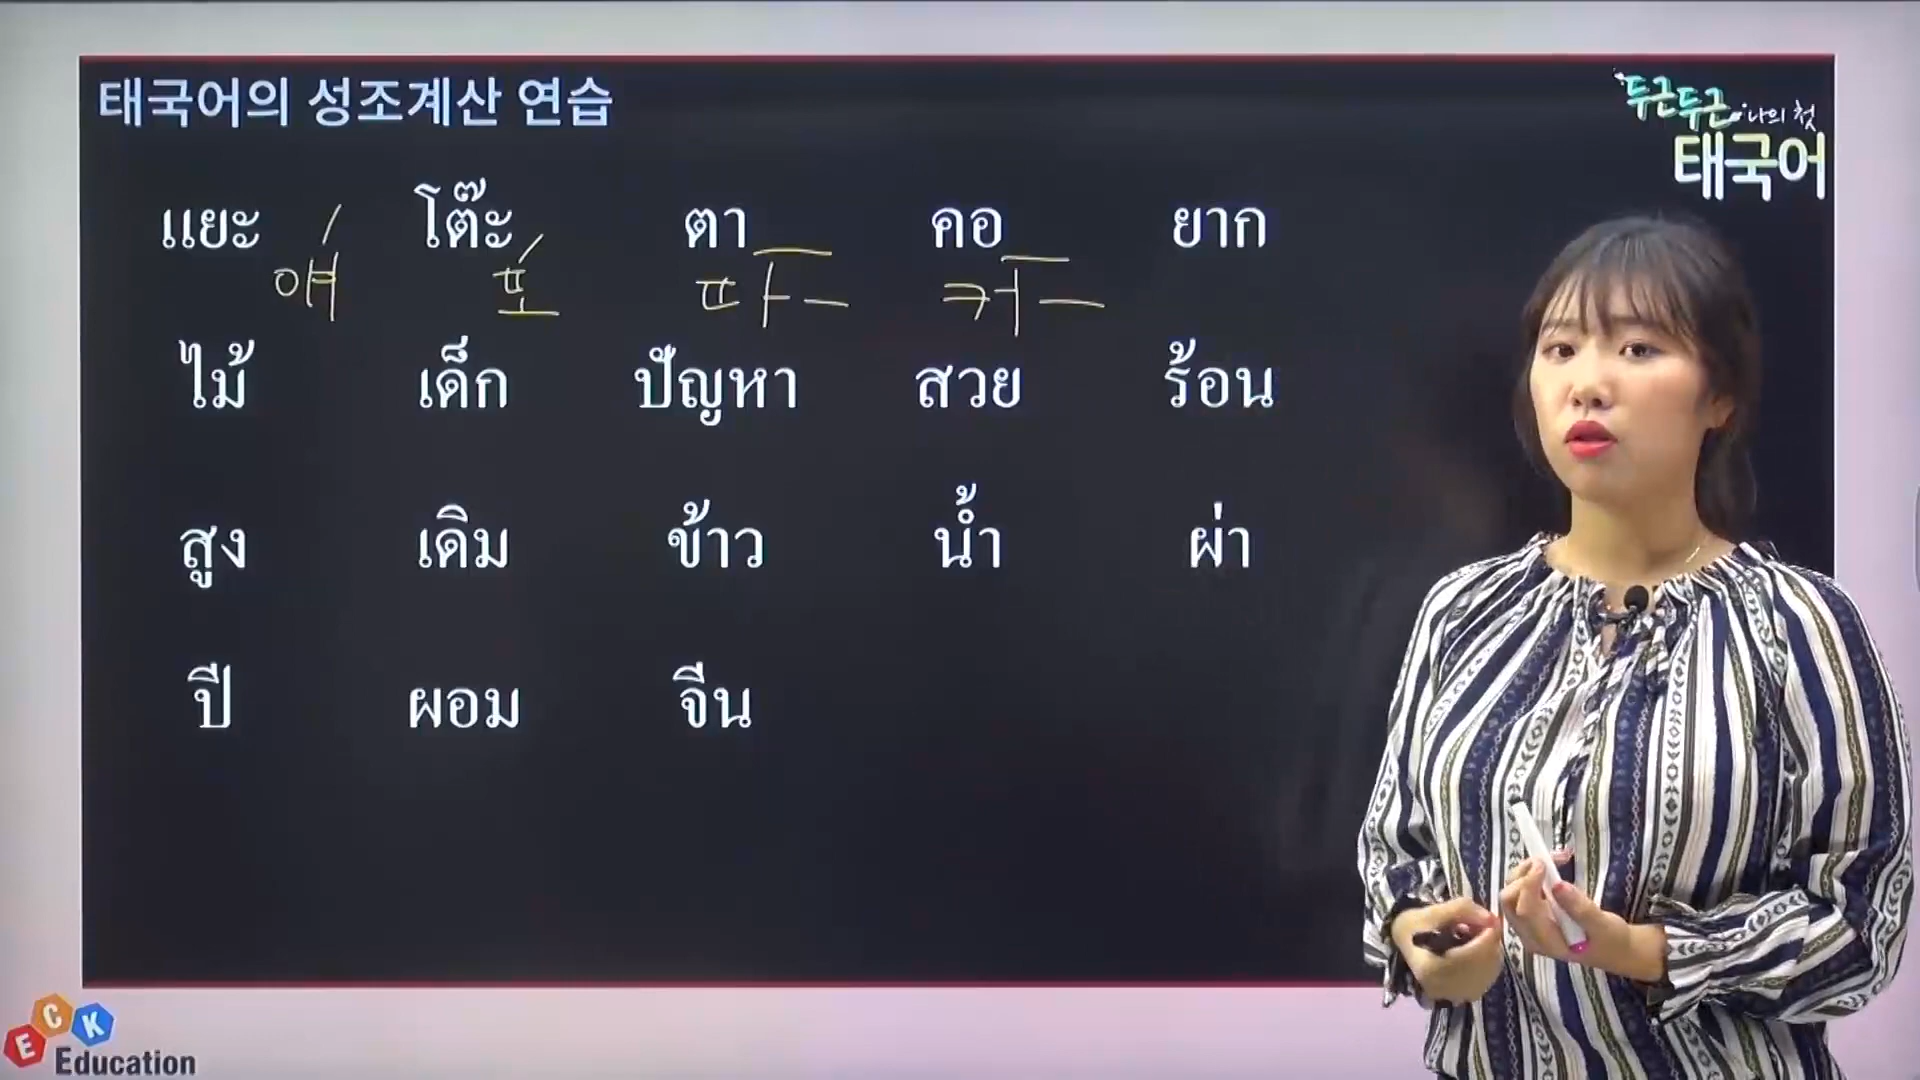 태국어의 성조계산 연습
두근두근 나의 첫
태국어
แยะ โต๊ะ ตา คอ ยาก
얘 또 따- 커-
ไม้ เด็ก ปัญหา สวย ร้อน
สูง เดิม ข้าว น้ำ ผ่า
ปี ผอม จีน
ECK
Education